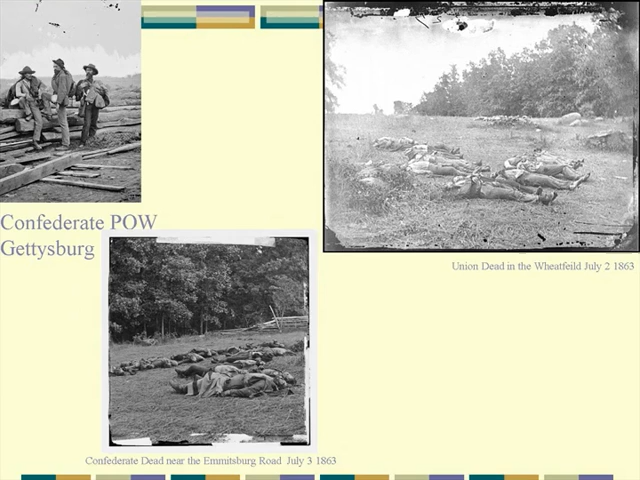 Confederate POW
Gettysburg
Union Dead in the Wheatfeild July 2 1863
Confederate Dead near the Emmitsburg Road July 3 1863